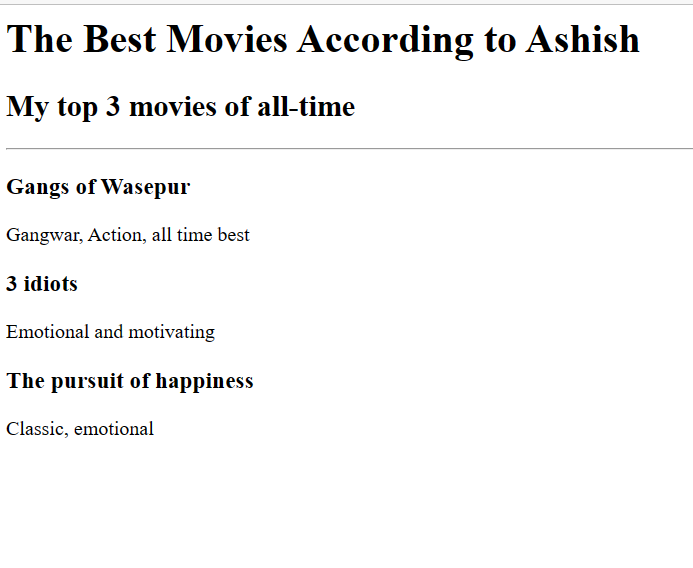 The Best Movies According to Ashish
My top 3 movies of all-time
Gangs of Wasepur
Gangwar, Action, all time best
3 idiots
Emotional and motivating
The pursuit of happiness
Classic, emotional